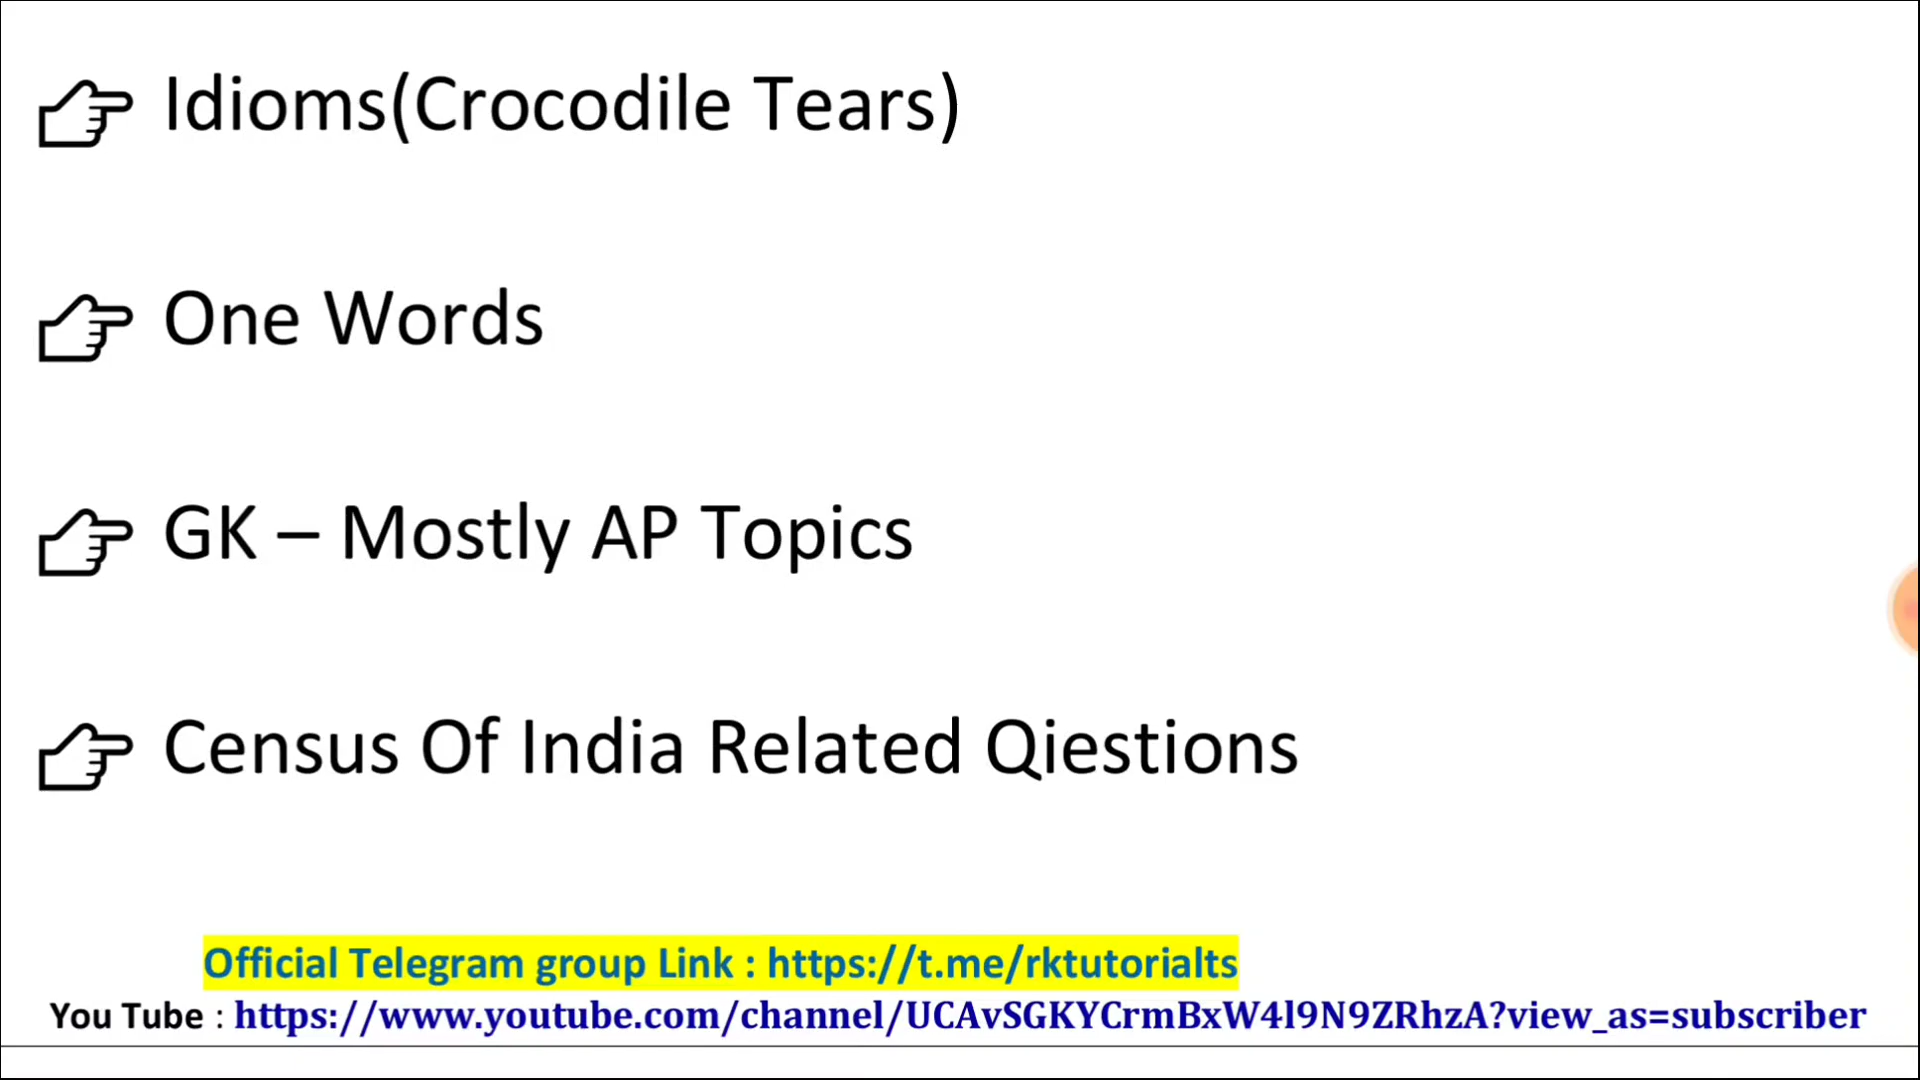 Idioms(Crocodile Tears)
One Words
GK – Mostly AP Topics
Census Of India Related Qiestions
Official Telegram group Link : https://t.me/rktutorialts
You Tube : https://www.youtube.com/channel/UCAvSGKYCrmBxW4l9N9ZRhzA?view_as=subscriber